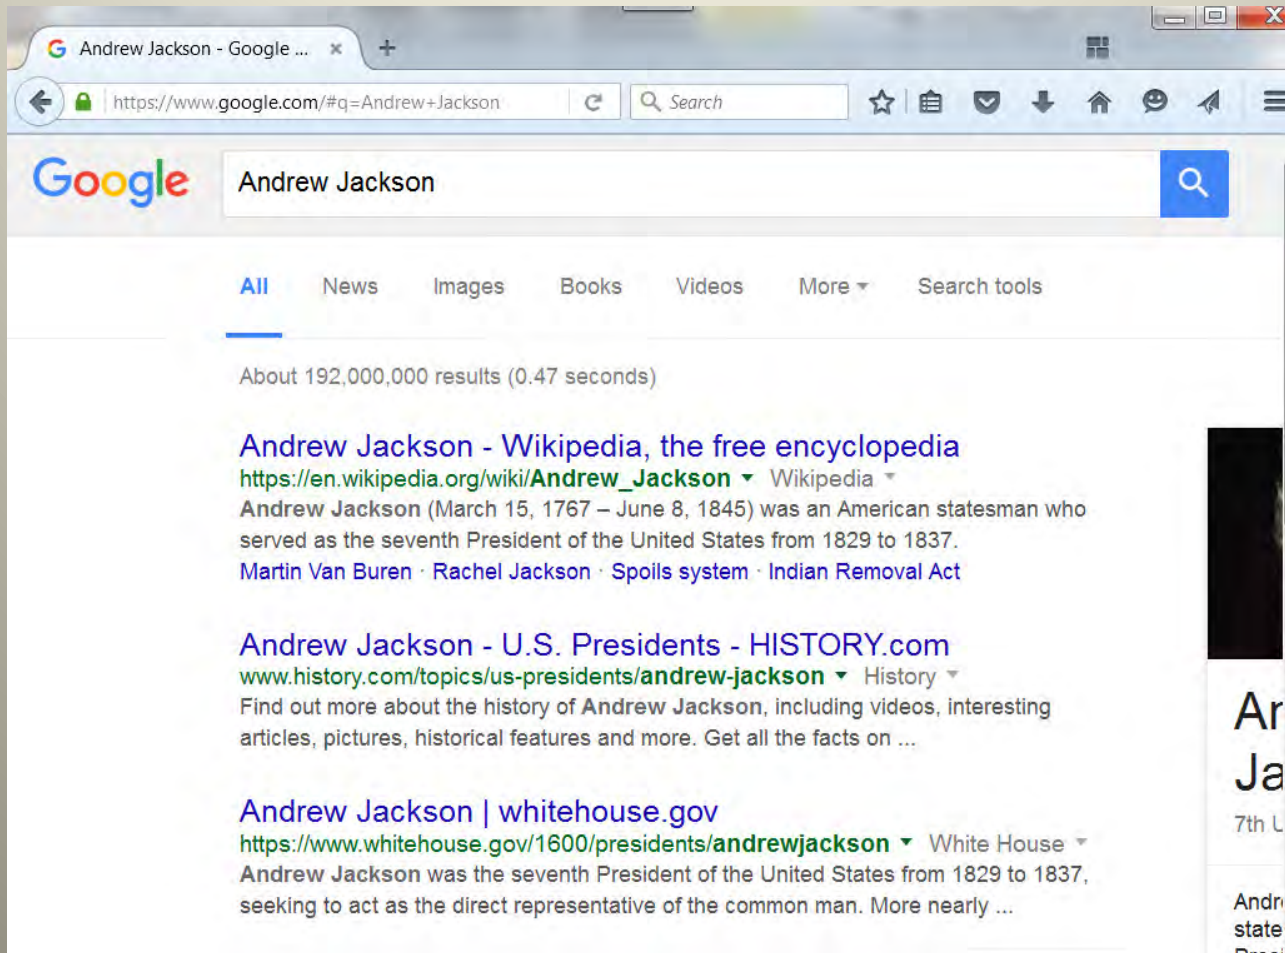 Andrew Jackson - Google ...
https://www.google.com/#q=Andrew+Jackson
Search
Google
Andrew Jackson
All News Images Books Videos More Search tools
About 192,000,000 results (0.47 seconds)
Andrew Jackson - Wikipedia, the free encyclopedia
https://en.wikipedia.org/wiki/Andrew_Jackson Wikipedia
Andrew Jackson (March 15, 1767 – June 8, 1845) was an American statesman who
served as the seventh President of the United States from 1829 to 1837.
Martin Van Buren · Rachel Jackson · Spoils system · Indian Removal Act
Andrew Jackson - U.S. Presidents - HISTORY.com
www.history.com/topics/us-presidents/andrew-jackson History
Find out more about the history of Andrew Jackson, including videos, interesting
articles, pictures, historical features and more. Get all the facts on ...
Andrew Jackson | whitehouse.gov
https://www.whitehouse.gov/1600/presidents/andrewjackson White House
Andrew Jackson was the seventh President of the United States from 1829 to 1837,
seeking to act as the direct representative of the common man. More nearly ...
7th